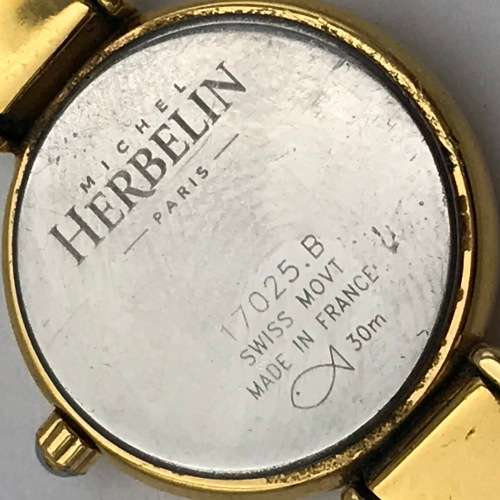 MICHEL
HERBELIN
PARIS
17025.B
SWISS MOVT
MADE IN FRANCE
30m